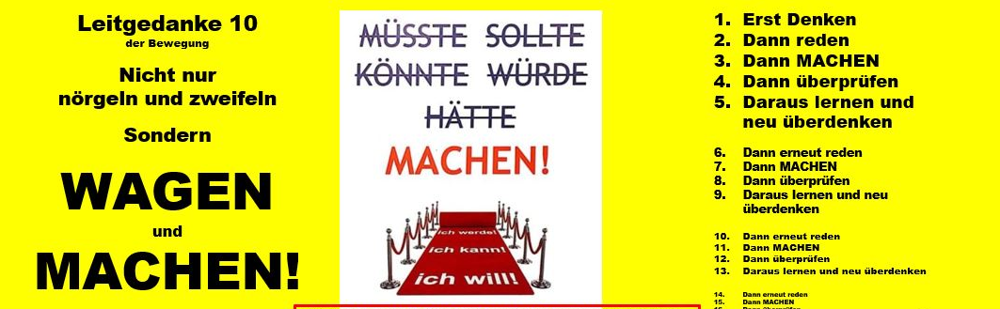 Leitgedanke 10
der Bewegung
Nicht nur
nörgeln und zweifeln
Sondern
WAGEN
und
MACHEN!
MÜSSTE SOLLTE
KÖNNTE WÜRDE
HÄTTE
MACHEN!
ich werde!
ich kann!
ich will!
1. Erst Denken
2. Dann reden
3. Dann MACHEN
4. Dann überprüfen
5. Daraus lernen und
neu überdenken
6. Dann erneut reden
7. Dann MACHEN
8. Dann überprüfen
9. Daraus lernen und neu
überdenken
10. Dann erneut reden
11. Dann MACHEN
12. Dann überprüfen
13. Daraus lernen und neu überdenken
14. Dann erneut reden
15. Dann MACHEN